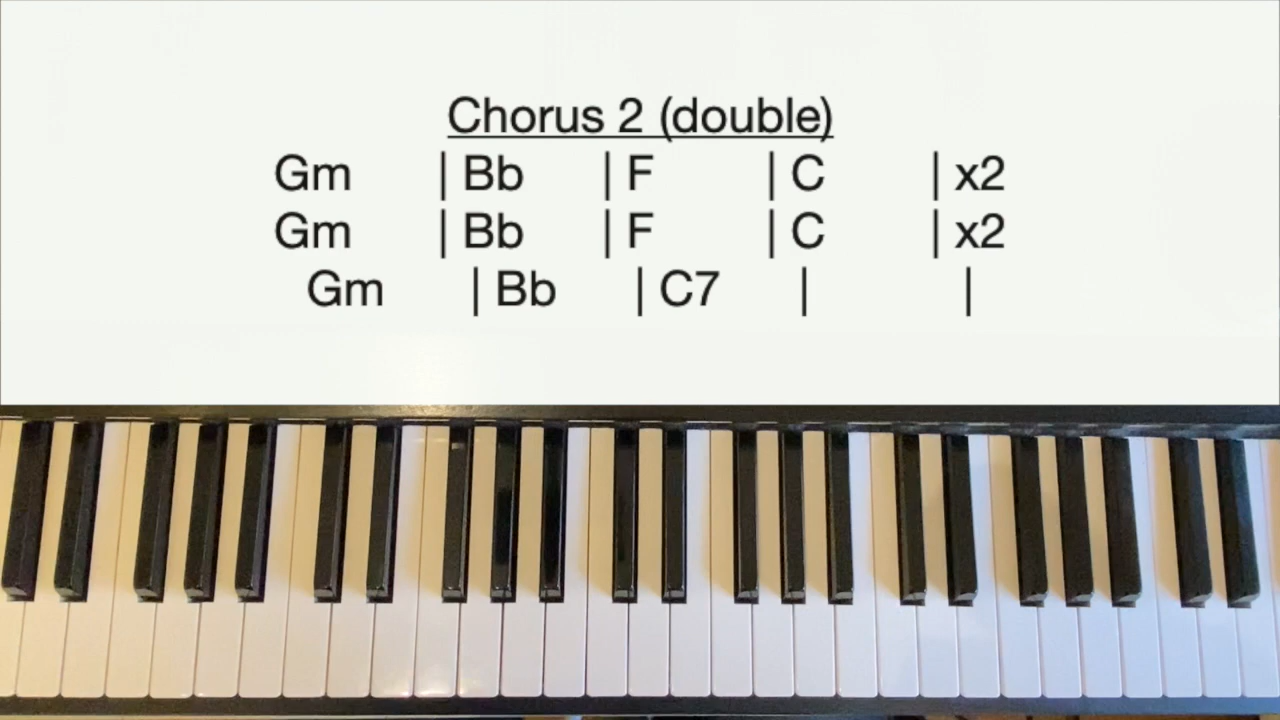 Chorus 2 (double)
Gm | Bb | F | C | x2
Gm | Bb | F | C | x2
Gm | Bb | C7 | |